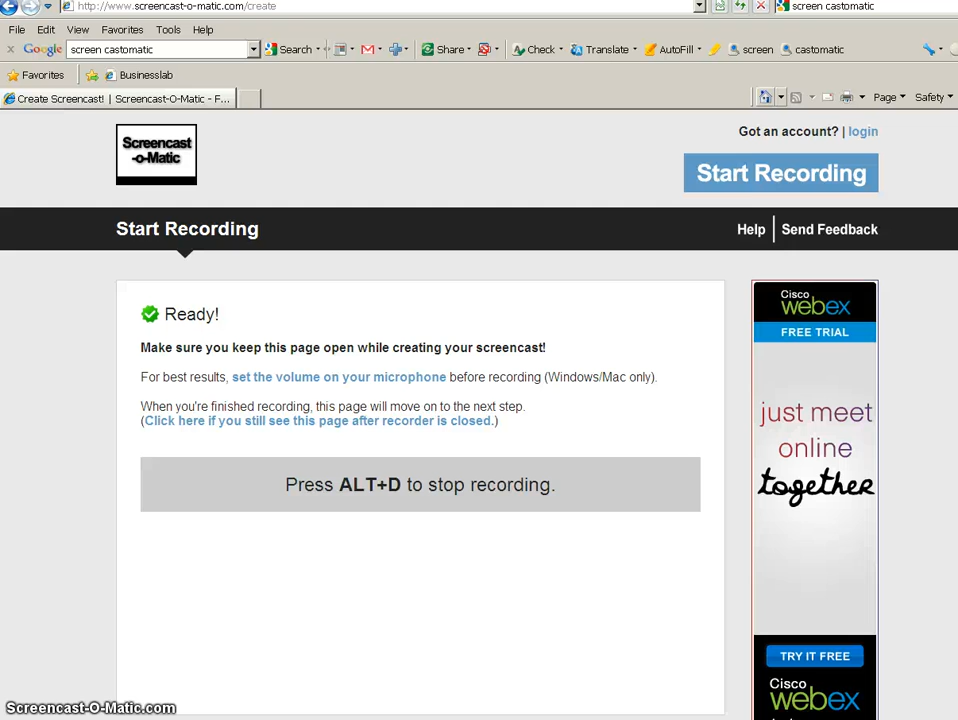 http://www.screencast-o-matic.com/create
screen castomatic
File Edit View Favorites Tools Help
x Google screen castomatic Search Share Check Translate AutoFill screen castomatic
Favorites Businesslab
Create Screencast! | Screencast-O-Matic - F... Page Safety
Screencast
-o-Matic
Got an account? | login
Start Recording
Start Recording
Help Send Feedback
Ready!
Make sure you keep this page open while creating your screencast!
For best results, set the volume on your microphone before recording (Windows/Mac only).
When you're finished recording, this page will move on to the next step.
(Click here if you still see this page after recorder is closed.)
Press ALT+D to stop recording.
Cisco
webex
FREE TRIAL
just meet
online
together
TRY IT FREE
Cisco
webex
Screencast-O-Matic.com